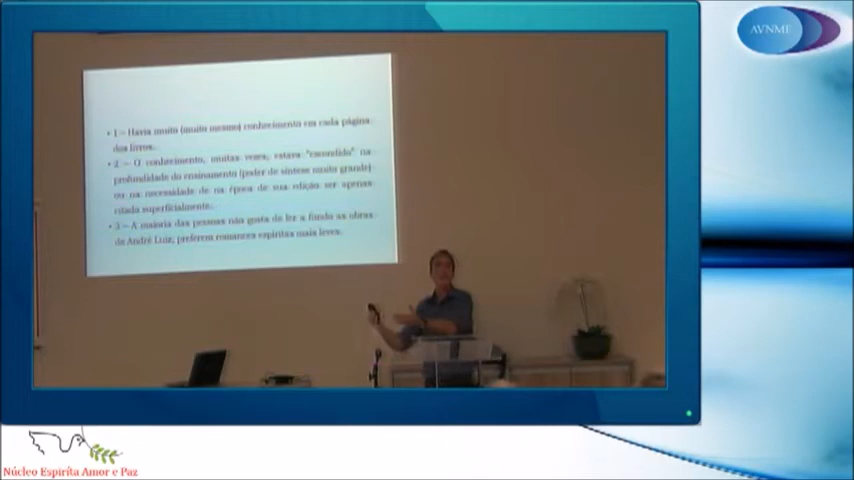 AVNME
• 1 – Havia muito (muito mesmo) conhecimento em cada página
dos livros.
• 2 – O conhecimento, muitas vezes, estava "escondido" na
profundidade do ensinamento (poder de síntese muito grande)
ou na necessidade de na época de sua edição ser apenas
citado superficialmente.
• 3 – A maioria das pessoas não gosta de ler a fundo as obras
de André Luiz, preferem romances espíritas mais leves.
Núcleo Espírita Amor e Paz